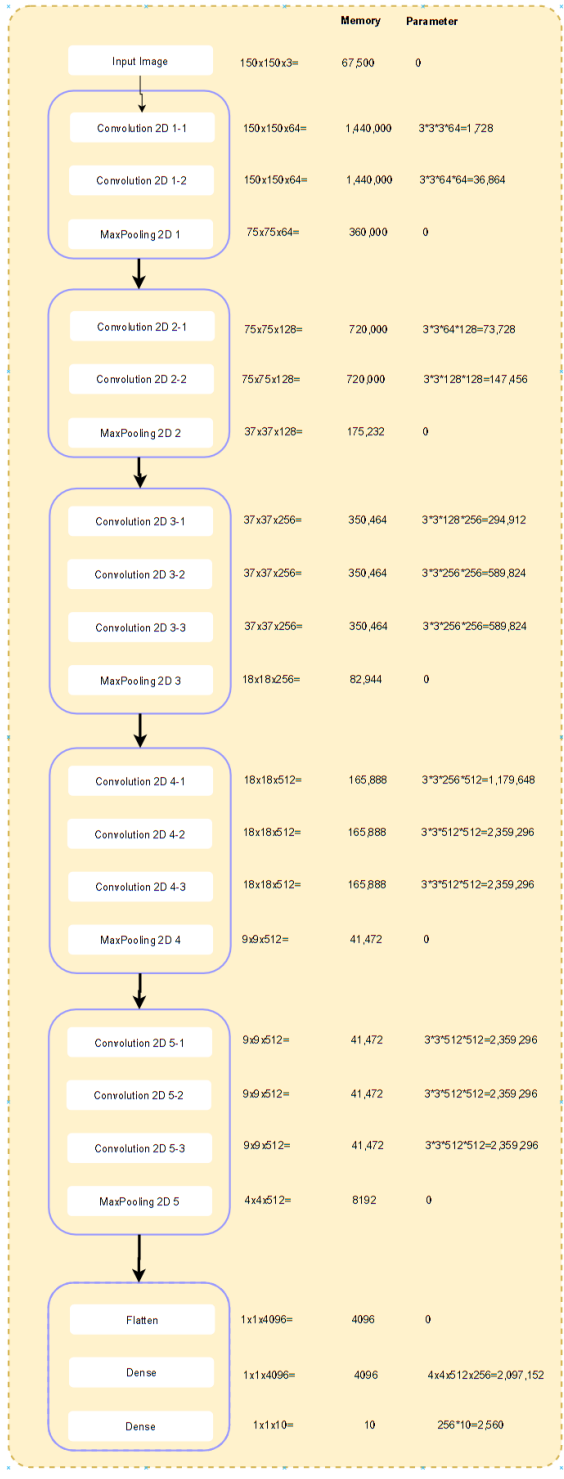 Memory Parameter
Input Image 150x150x3= 67,500 0
Convolution 2D 1-1 150x150x64= 1,440,000 3*3*3*64=1,728
Convolution 2D 1-2 150x150x64= 1,440,000 3*3*64*64=36,864
MaxPooling 2D 1 75x75x64= 360,000 0
Convolution 2D 2-1 75x75x128= 720,000 3*3*64*128=73,728
Convolution 2D 2-2 75x75x128= 720,000 3*3*128*128=147,456
MaxPooling 2D 2 37x37x128= 175,232 0
Convolution 2D 3-1 37x37x256= 350,464 3*3*128*256=294,912
Convolution 2D 3-2 37x37x256= 350,464 3*3*256*256=589,824
Convolution 2D 3-3 37x37x256= 350,464 3*3*256*256=589,824
MaxPooling 2D 3 18x18x256= 82,944 0
Convolution 2D 4-1 18x18x512= 165,888 3*3*256*512=1,179,648
Convolution 2D 4-2 18x18x512= 165,888 3*3*512*512=2,359,296
Convolution 2D 4-3 18x18x512= 165,888 3*3*512*512=2,359,296
MaxPooling 2D 4 9x9x512= 41,472 0
Convolution 2D 5-1 9x9x512= 41,472 3*3*512*512=2,359,296
Convolution 2D 5-2 9x9x512= 41,472 3*3*512*512=2,359,296
Convolution 2D 5-3 9x9x512= 41,472 3*3*512*512=2,359,296
MaxPooling 2D 5 4x4x512= 8192 0
Flatten 1x1x4096= 4096 0
Dense 1x1x4096= 4096 4x4x512x256=2,097,152
Dense 1x1x10= 10 256*10=2,560